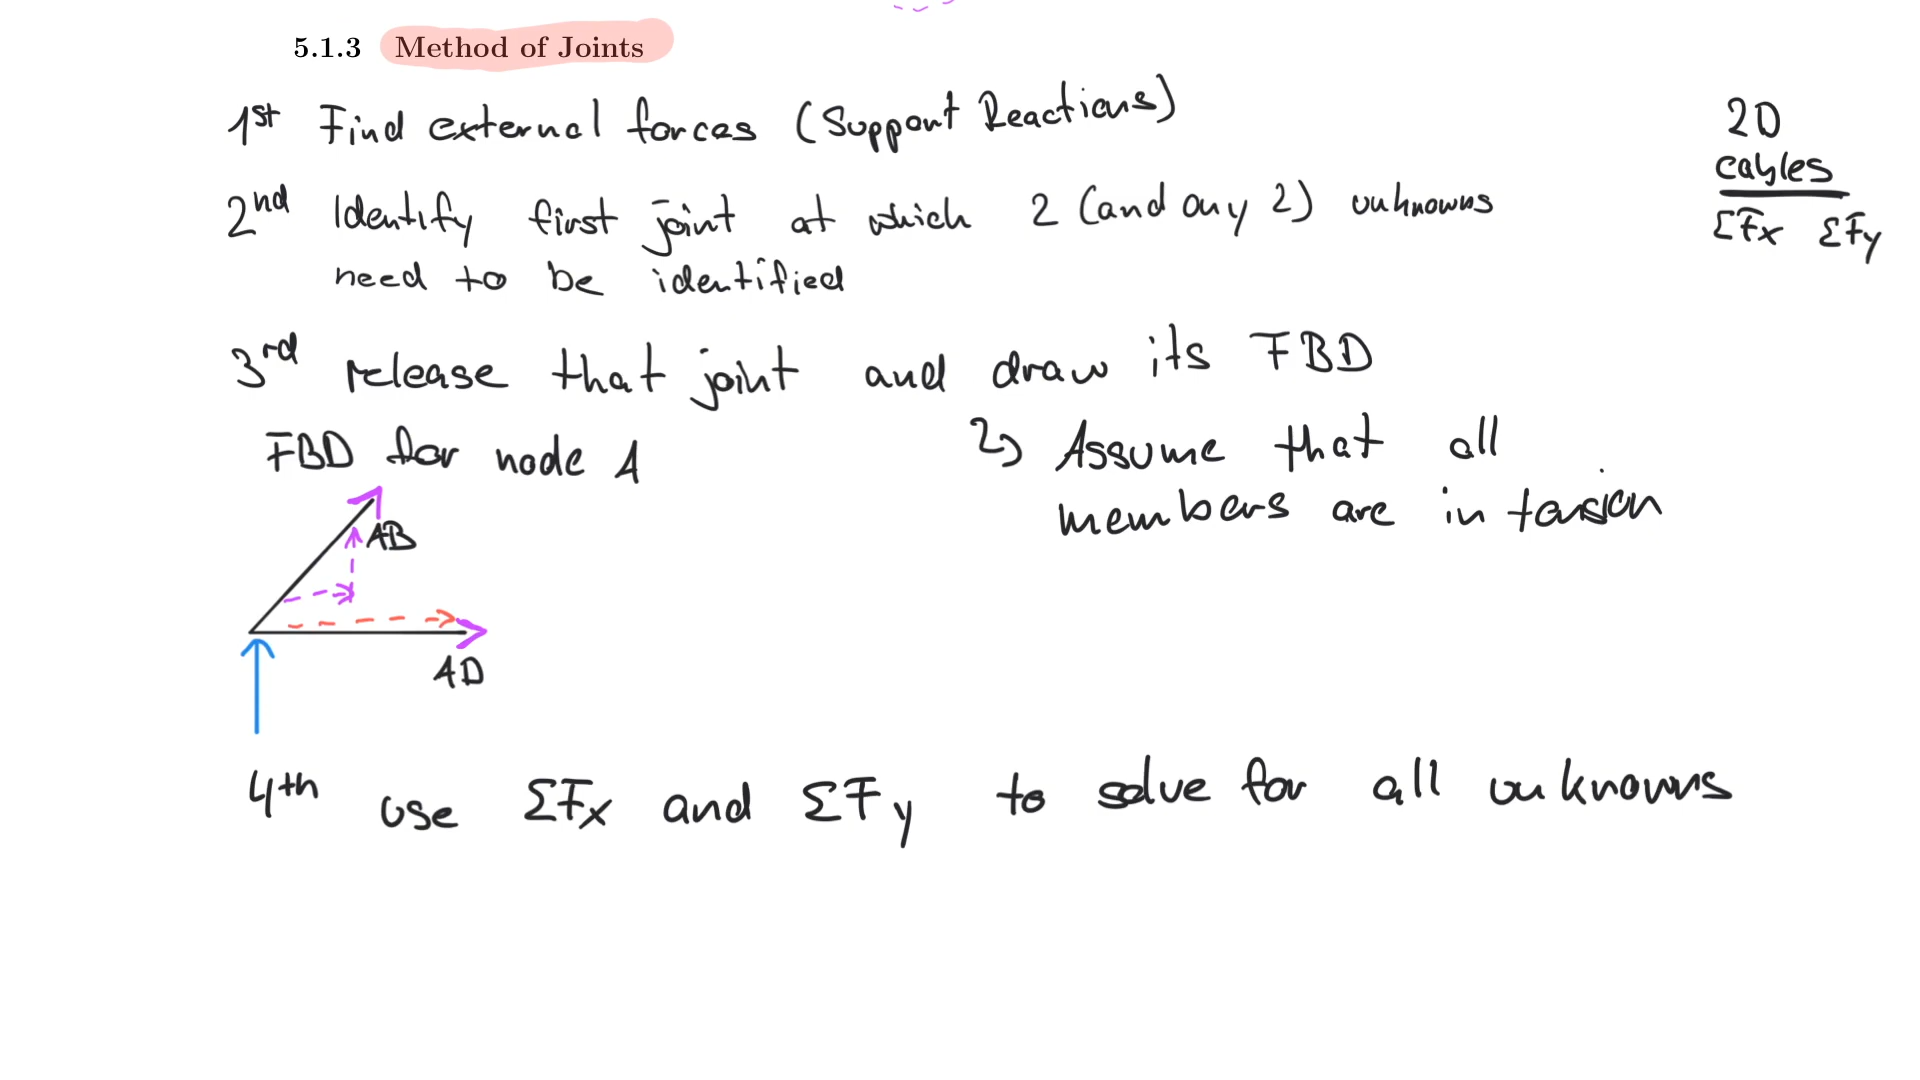 5.1.3 Method of Joints
1st Find external forces (Support Reactions)
2D
cables
ΣFx ΣFy
2nd Identify first joint at which 2 (and only 2) unknowns
need to be identified
3rd release that joint and draw its FBD
FBD for node A
AB
AD
2) Assume that all
members are in tension
4th use ΣFx and ΣFy to solve for all unknowns